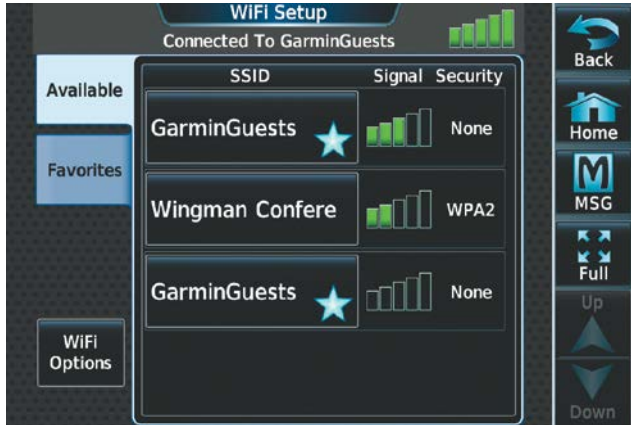 WiFi Setup
Connected To GarminGuests
Available
Favorites
WiFi
Options
SSID Signal Security
GarminGuests None
Wingman Confere WPA2
GarminGuests None
Back
Home
MSG
Full
Up
Down